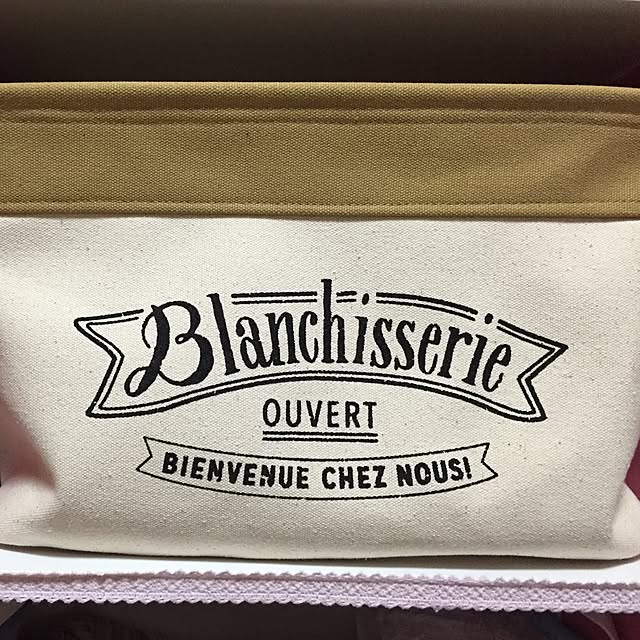 Blanchisserie
OUVERT
BIENVENUE CHEZ NOUS!